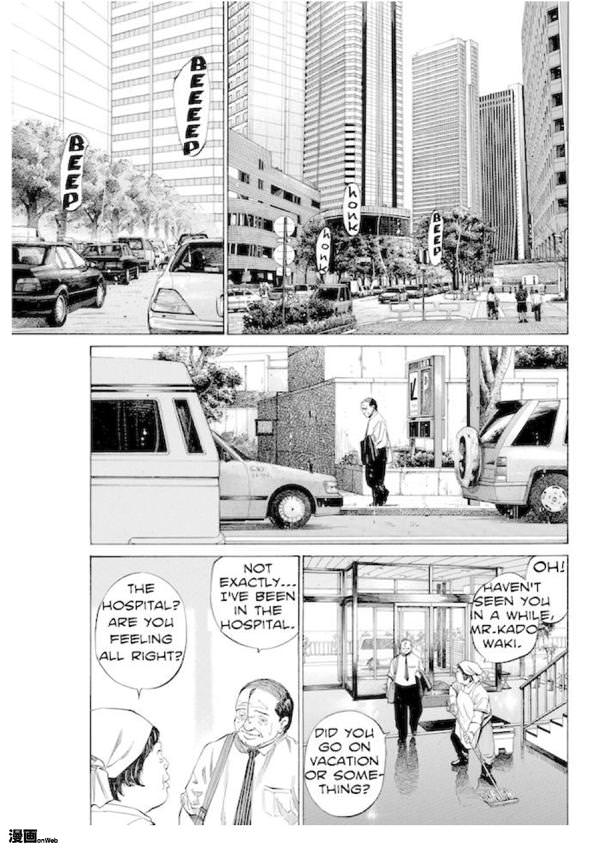 BEEP
honk
honk
BEEEEP
BEEP
P
OH!
HAVEN'T
SEEN YOU
IN A WHILE,
MR.KADO
WAKI.
DID YOU
GO ON
VACATION
OR SOME-
THING?
NOT
EXACTLY...
I'VE BEEN
IN THE
HOSPITAL.
THE
HOSPITAL?
ARE YOU
FEELING
ALL RIGHT?
漫画onWeb